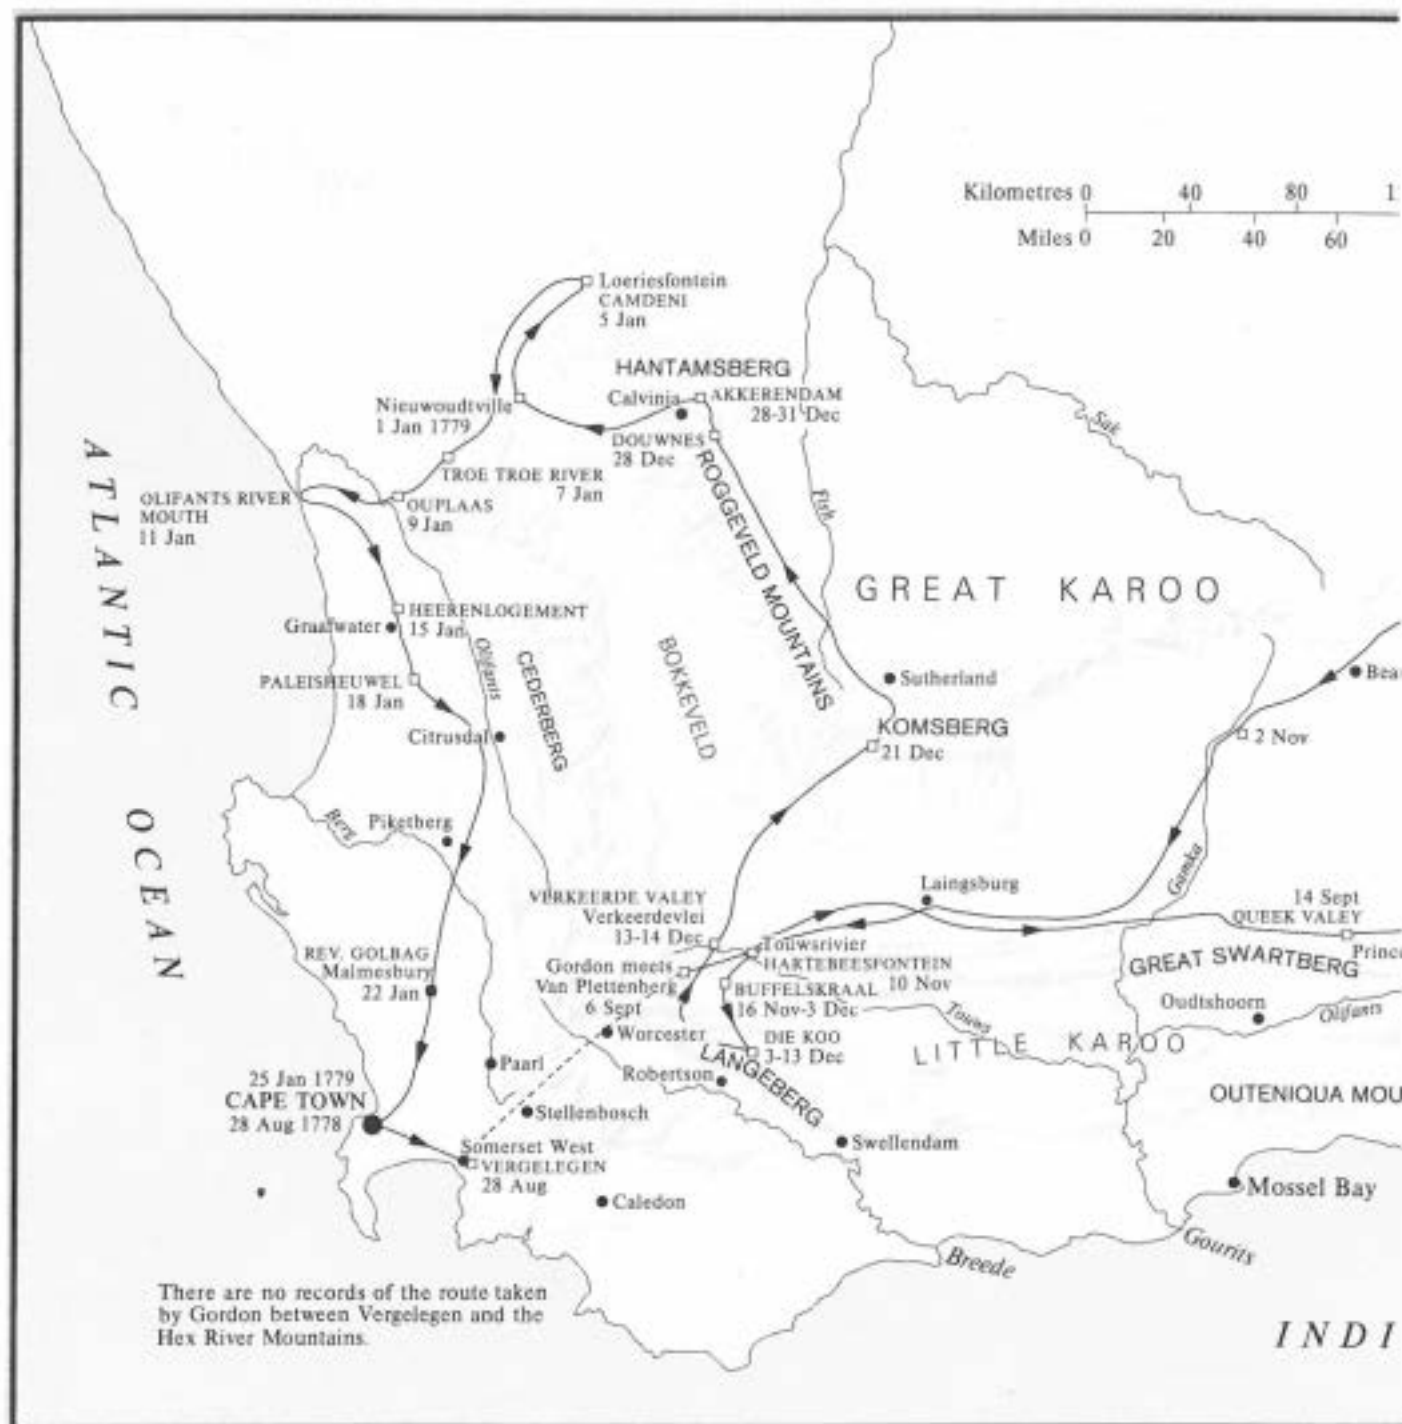 Kilometres 0 40 80 1
Miles 0 20 40 60
Loeriesfontein
CAMDENI
5 Jan
HANTAMSBERG
Calvinia
AKKERENDAM
28-31 Dec
Nieuwoudtville
1 Jan 1779
DOUWNES
28 Dec
Sak
TROE TROE RIVER
7 Jan
ROGGEVELD MOUNTAINS
Fish
OLIFANTS RIVER
MOUTH
11 Jan
OUPLAAS
9 Jan
ATLANTIC OCEAN
GREAT KAROO
HEERENLOGEMENT
15 Jan
Graafwater
Olifants
CEDERBERG
BOKKEVELD
PALEISHEUWEL
18 Jan
Sutherland
Bea
Citrusdal
KOMSBERG
21 Dec
2 Nov
Berg
Piketberg
Gamka
Laingsburg
VERKEERDE VALEY
Verkeerdevlei
13-14 Dec
14 Sept
QUEEK VALEY
Princ
Touwsrivier
HARTEBEESFONTEIN
10 Nov
REV. GOLBAG
Malmesbury
22 Jan
Gordon meets
Van Plettenberg
6 Sept
BUFFELSKRAAL
16 Nov-3 Dec
GREAT SWARTBERG
Oudtshoorn
Olifants
Touws
Worcester
DIE KOO
3-13 Dec
LITTLE KAROO
LANGEBERG
Paarl
Robertson
25 Jan 1779
CAPE TOWN
28 Aug 1778
OUTENIQUA MOU
Stellenbosch
Swellendam
Somerset West
VERGELEGEN
28 Aug
Caledon
Mossel Bay
Gourits
Breede
There are no records of the route taken
by Gordon between Vergelegen and the
Hex River Mountains.
INDI